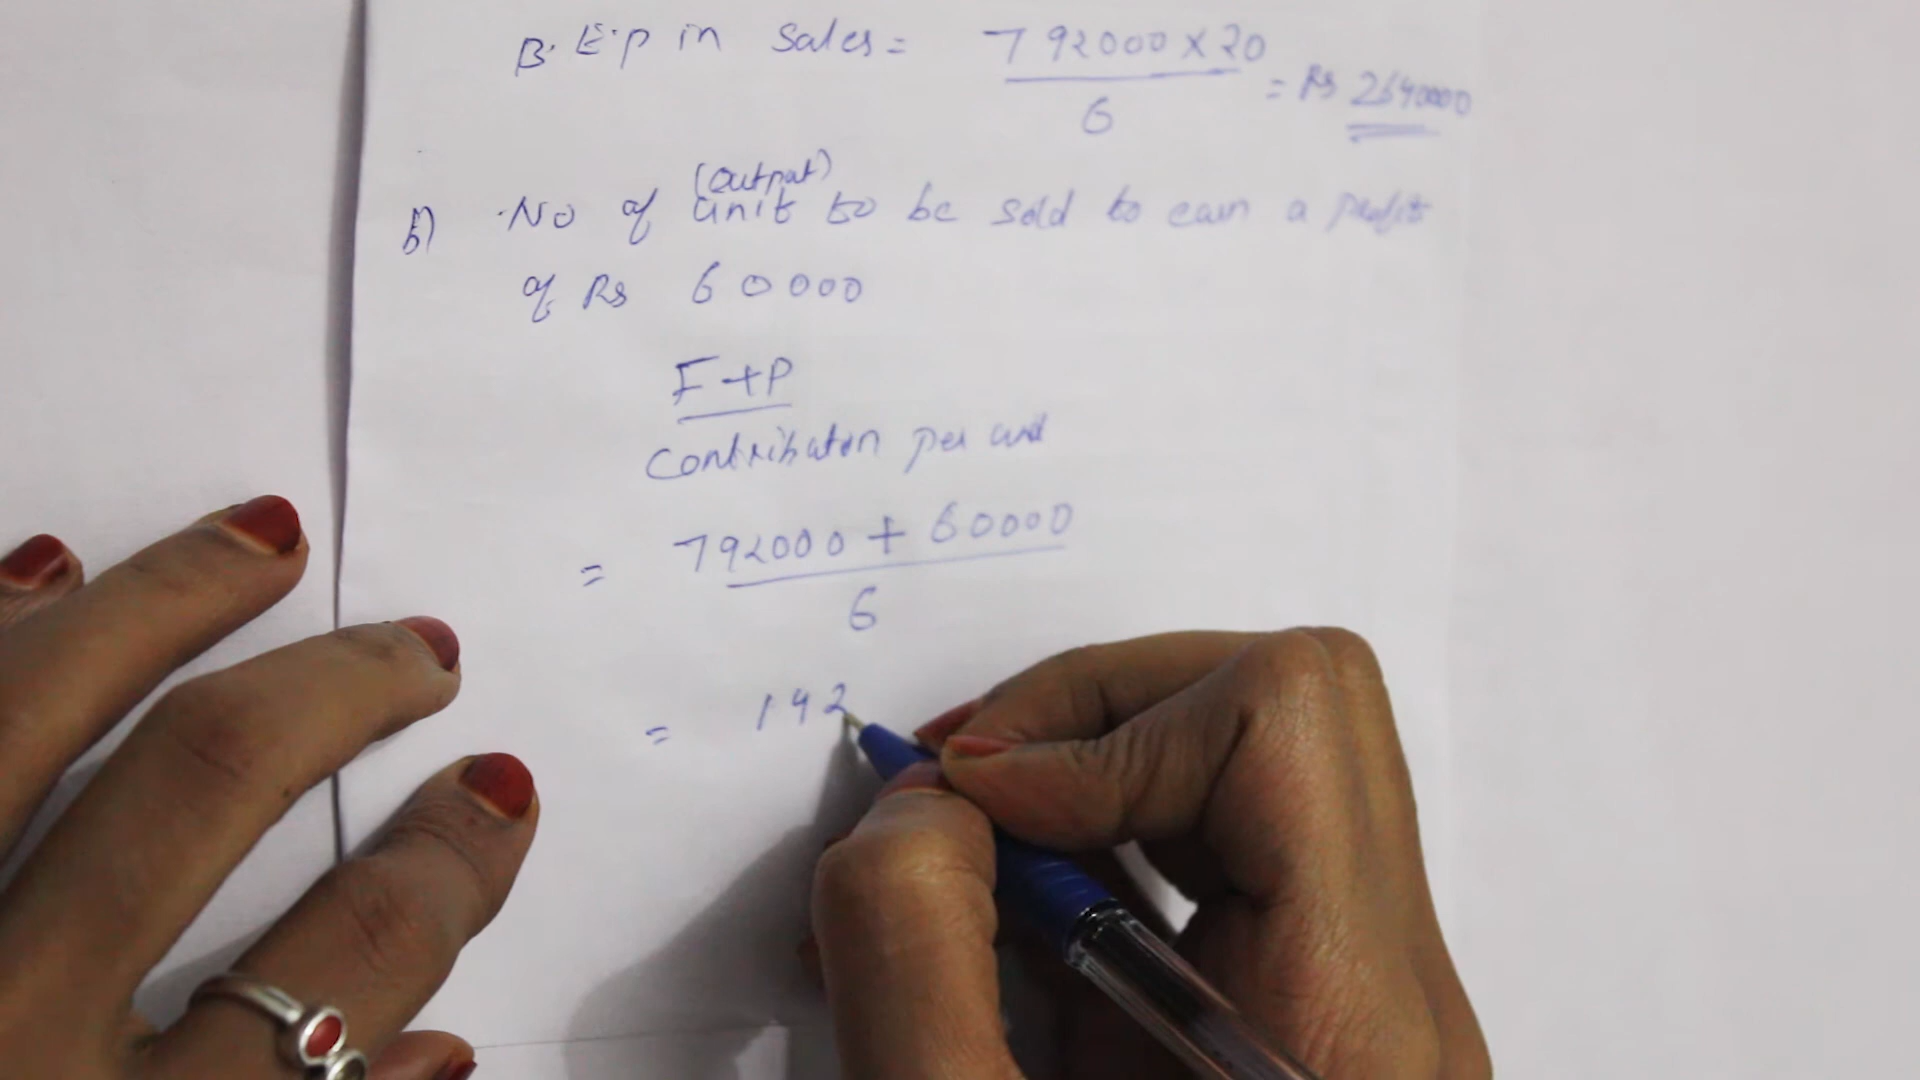 B.E.P in sales = 792000 x 20
6
= Rs 2640000
(output)
b) No of unit to be sold to earn a profit
of Rs 60000
F+P
Contributon per unit
= 792000 + 60000
6
= 142